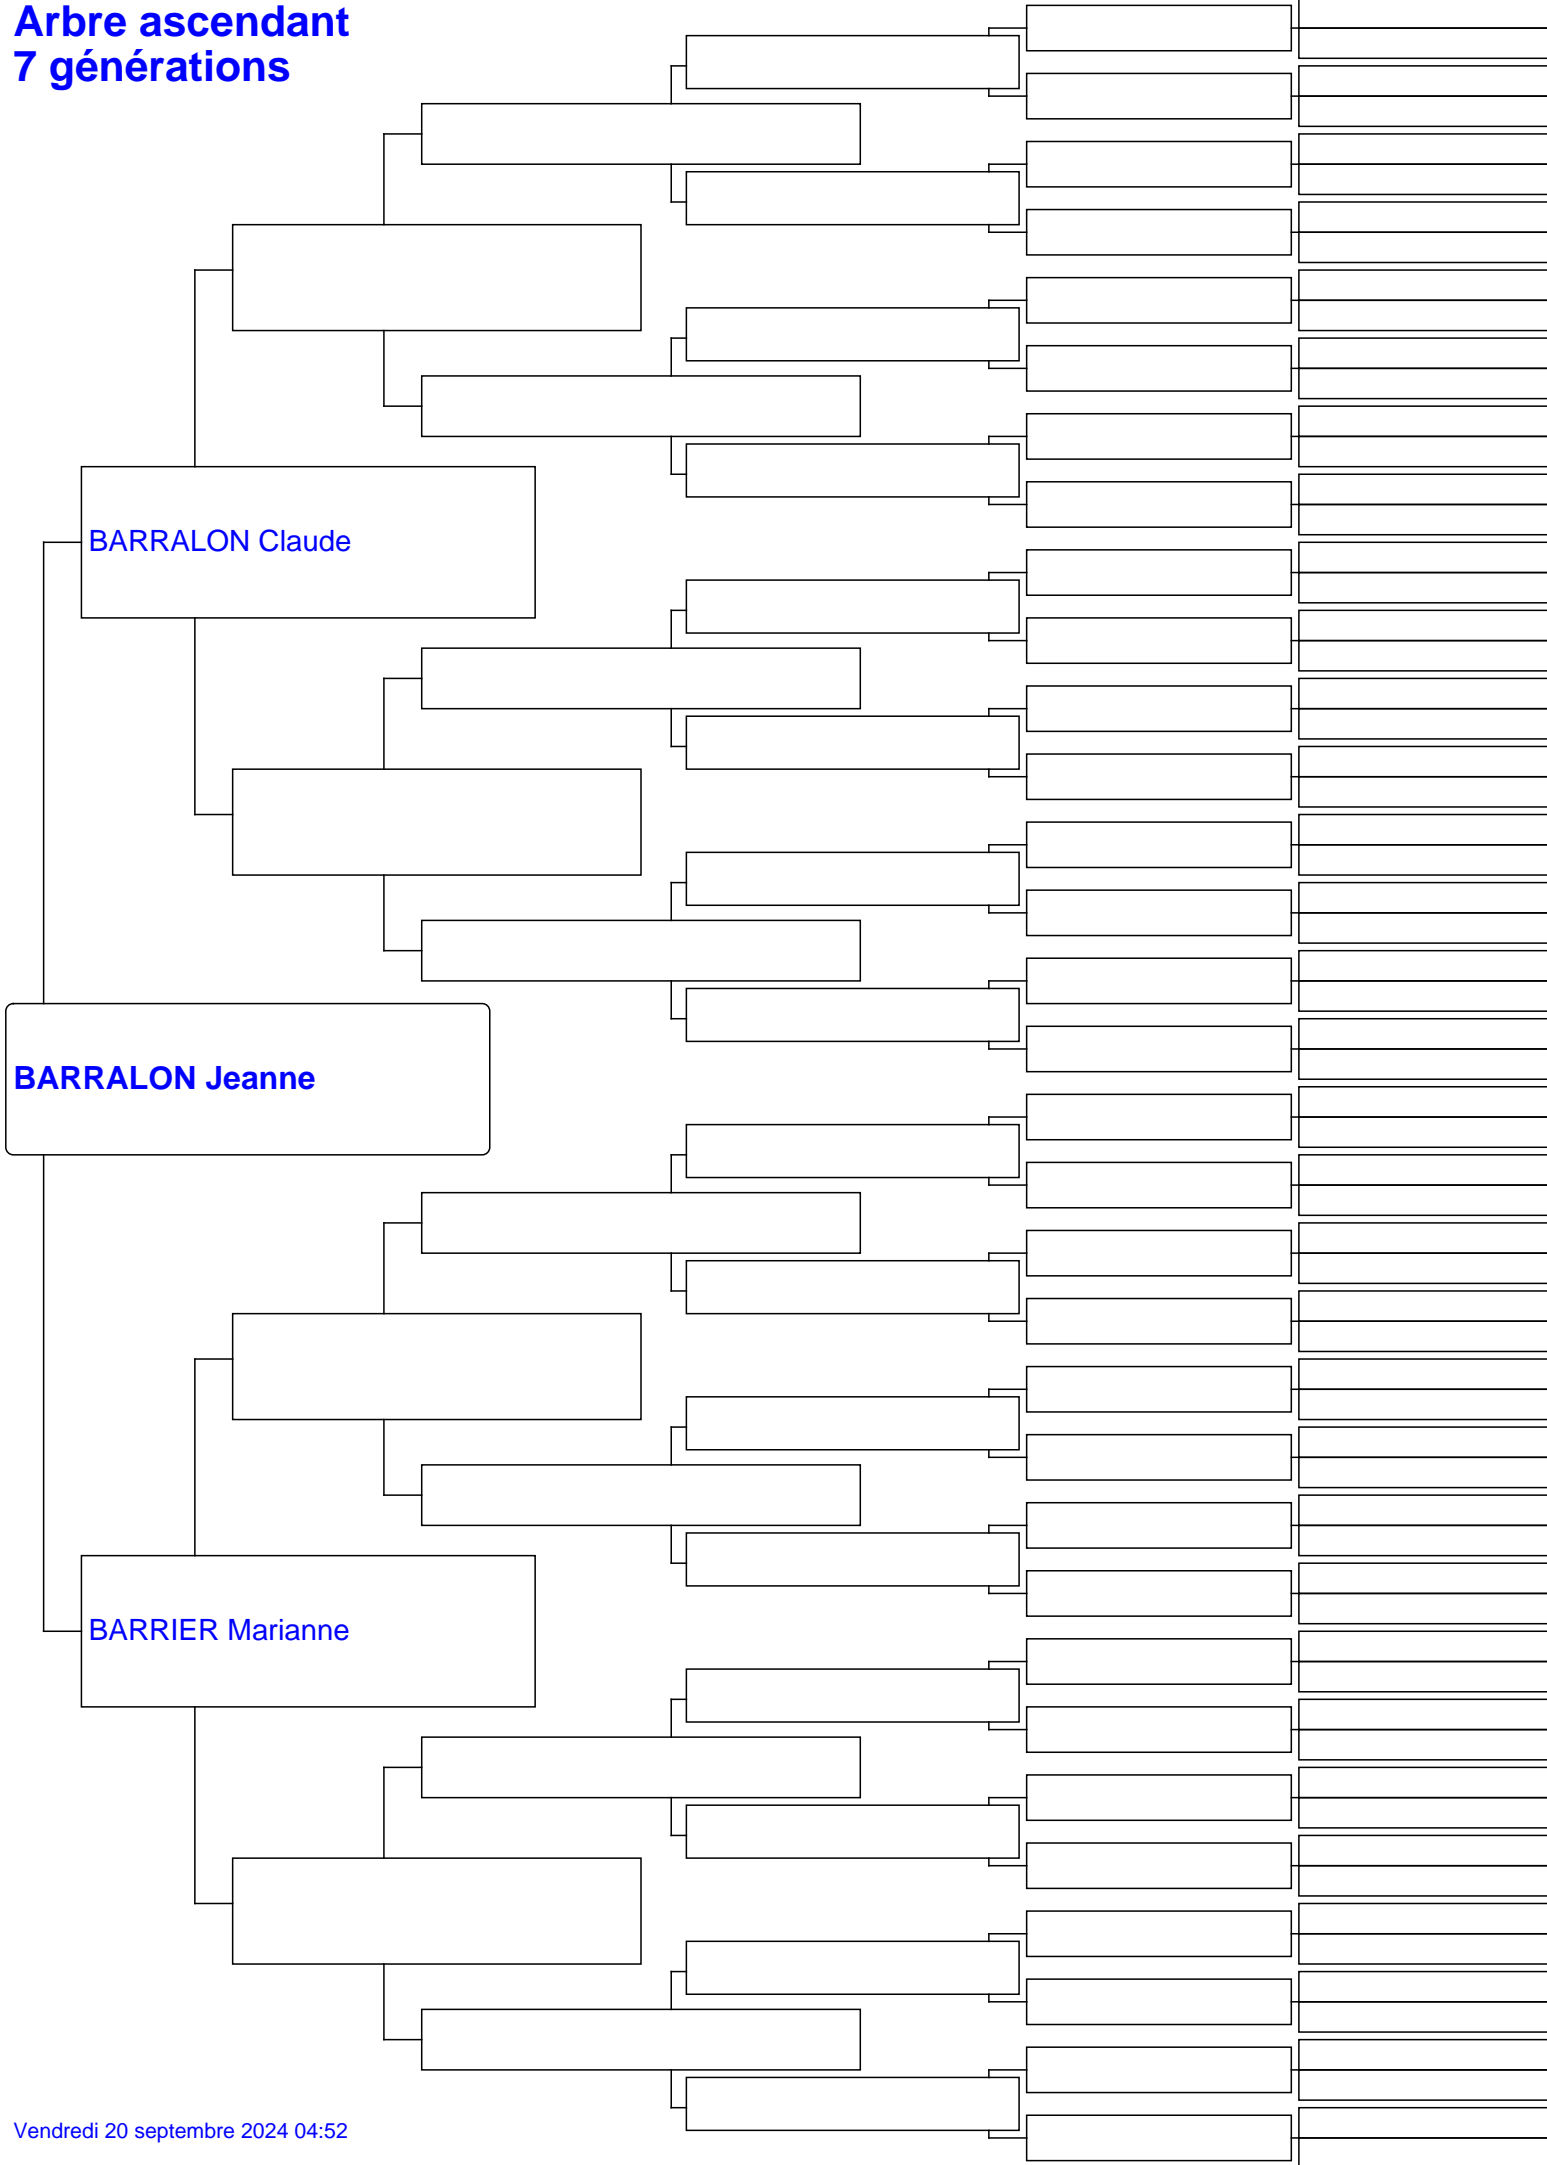 Arbre ascendant
7 générations
BARRALON Claude
BARRALON Jeanne
BARRIER Marianne
Vendredi 20 septembre 2024 04:52